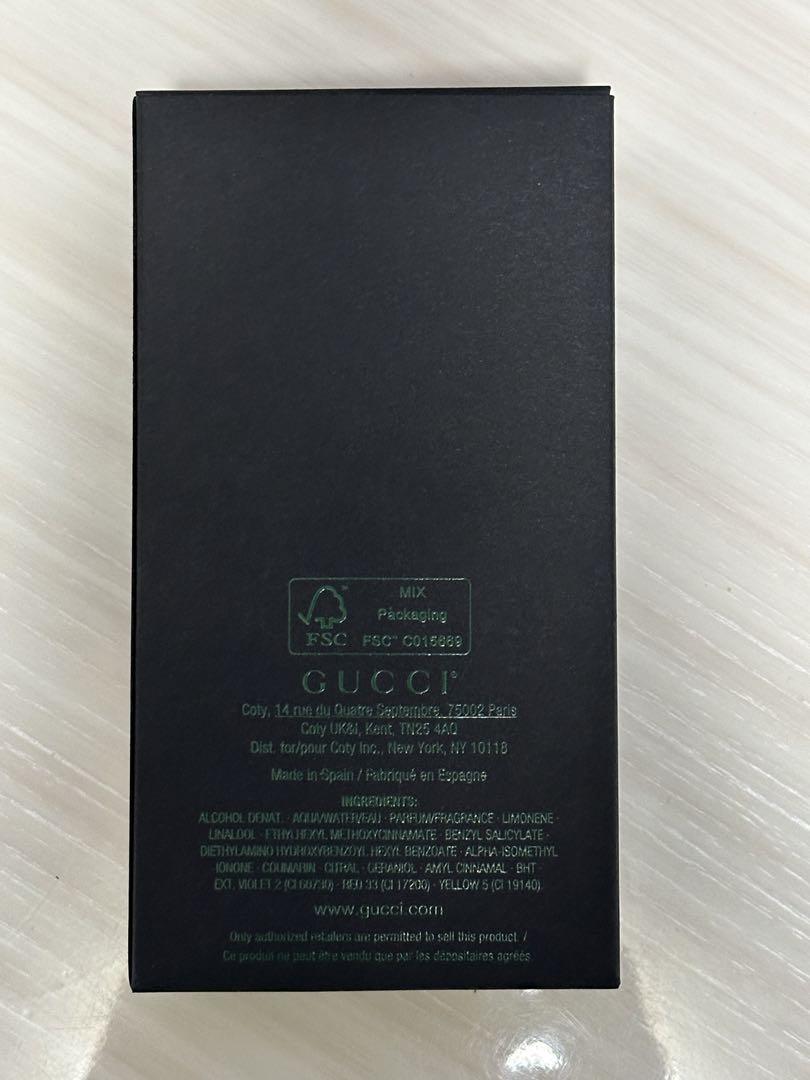 MIX
Packaging
FSC FSC™ C015669
GUCCI®
Coty, 14 rue du Quatre Septembre, 75002 Paris
Coty UK&I, Kent, TN25 4AQ
Dist. for/pour Coty Inc., New York, NY 10118
Made in Spain / Fabriqué en Espagne
INGREDIENTS:
ALCOHOL DENAT. · AQUA/WATER/EAU · PARFUM/FRAGRANCE · LIMONENE ·
LINALOOL · ETHYLHEXYL METHOXYCINNAMATE · BENZYL SALICYLATE ·
DIETHYLAMINO HYDROXYBENZOYL HEXYL BENZOATE · ALPHA-ISOMETHYL
IONONE · COUMARIN · CITRAL · GERANIOL · AMYL CINNAMAL · BHT ·
EXT. VIOLET 2 (CI 60730) · RED 33 (CI 17200) · YELLOW 5 (CI 19140).
www.gucci.com
Only authorized retailers are permitted to sell this product. /
Ce produit ne peut être vendu que par les dépositaires agréés.